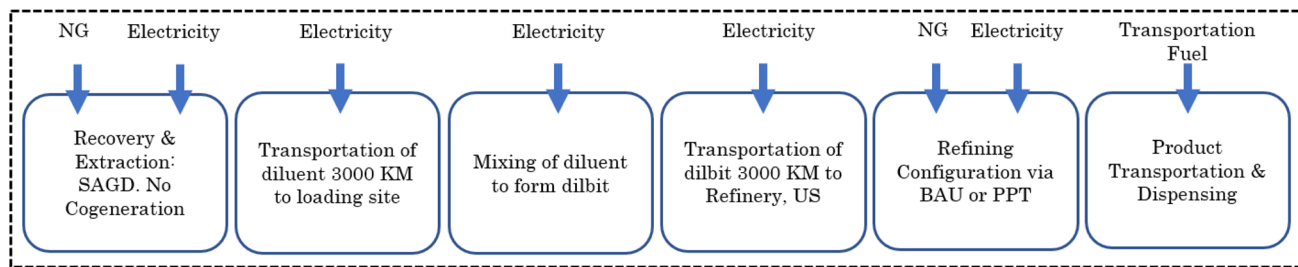 NG
Electricity
Electricity
Electricity
Electricity
NG
Electricity
Transportation
Fuel
Recovery &
Extraction:
SAGD. No
Cogeneration
Transportation of
diluent 3000 KM
to loading site
Mixing of diluent
to form dilbit
Transportation of
dilbit 3000 KM to
Refinery, US
Refining
Configuration via
BAU or PPT
Product
Transportation &
Dispensing